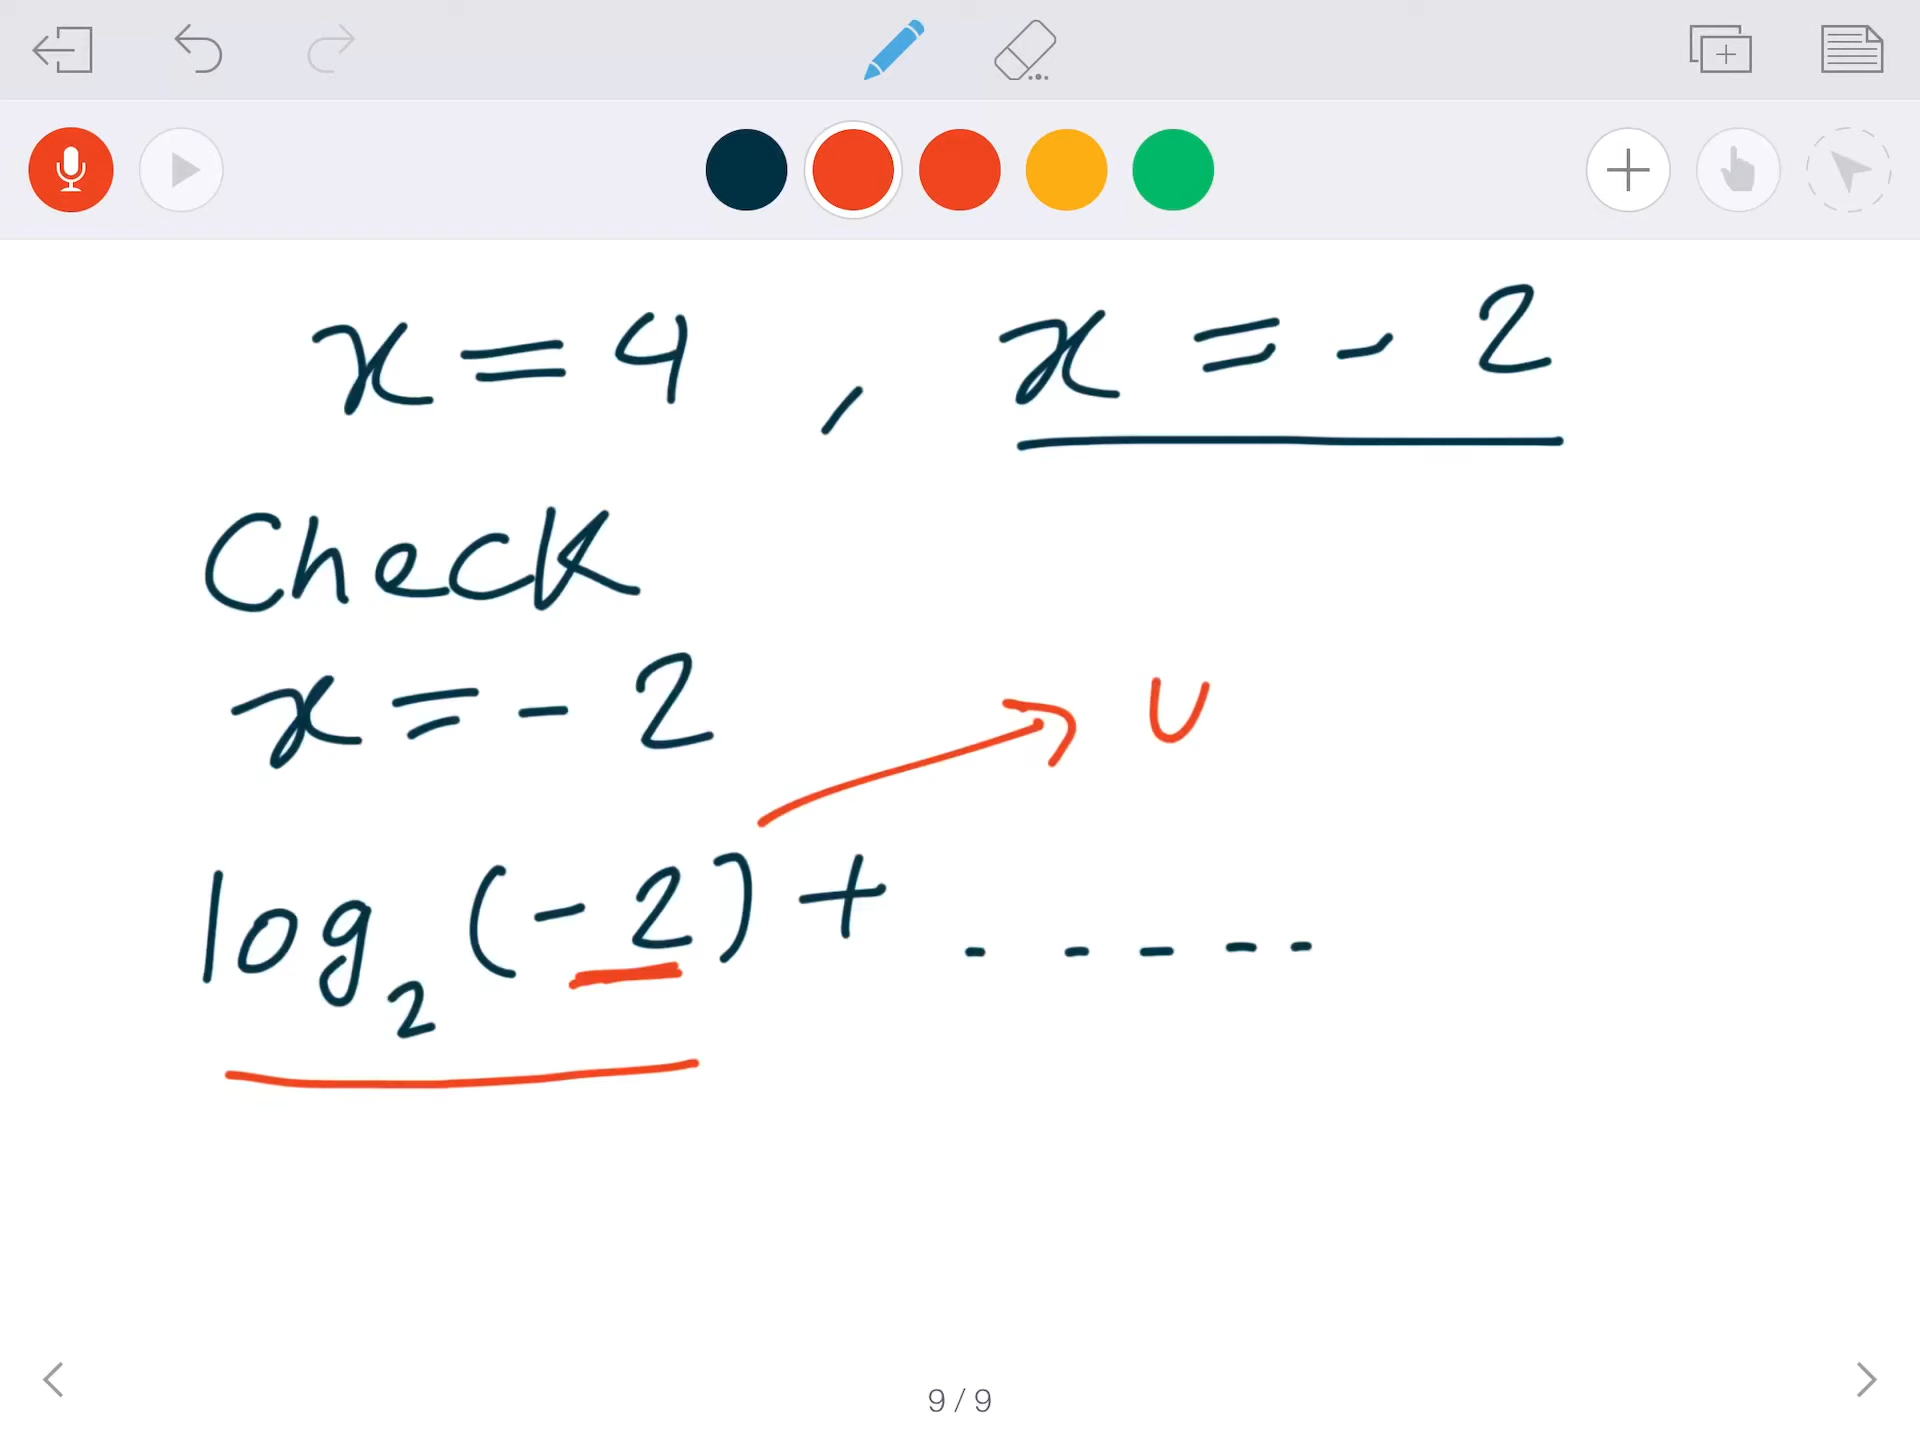 x = 4 , x = - 2
Check
x = - 2
U
log₂ (- 2) + - - - - -
9 / 9